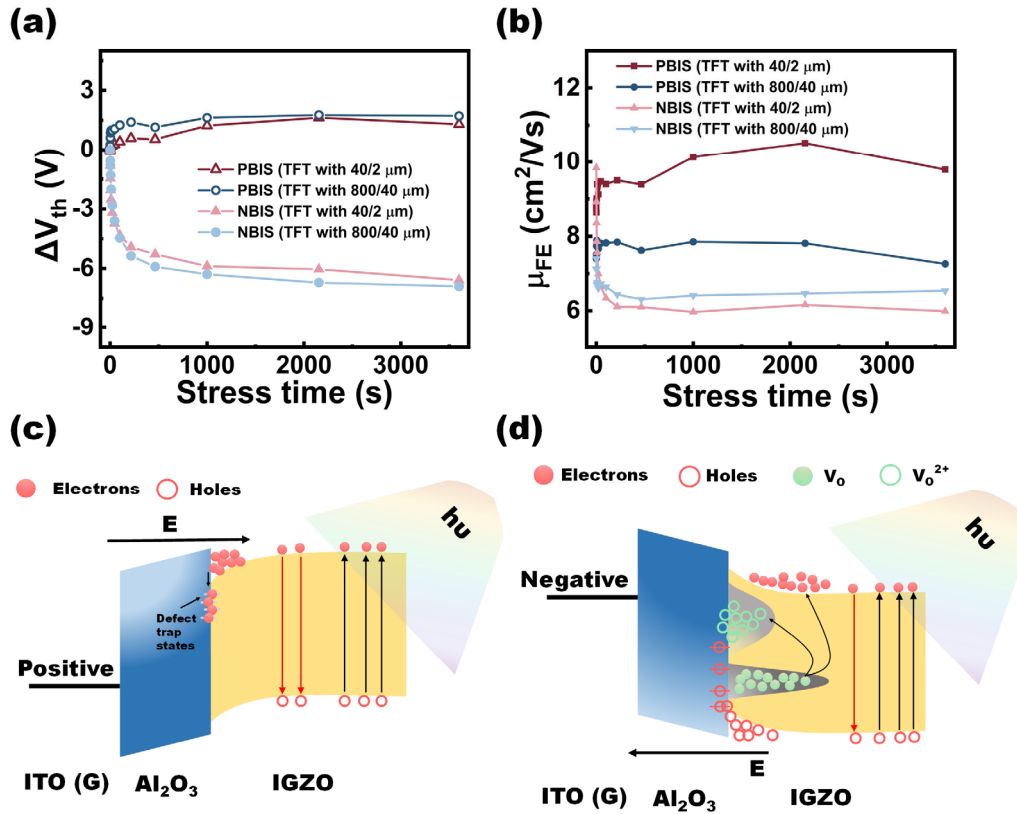 (a)
3
0
-3
-6
-9
ΔVth (V)
PBIS (TFT with 40/2 μm)
PBIS (TFT with 800/40 μm)
NBIS (TFT with 40/2 μm)
NBIS (TFT with 800/40 μm)
0 1000 2000 3000
Stress time (s)
(b)
12
10
8
6
μFE (cm²/Vs)
PBIS (TFT with 40/2 μm)
PBIS (TFT with 800/40 μm)
NBIS (TFT with 40/2 μm)
NBIS (TFT with 800/40 μm)
0 1000 2000 3000
Stress time (s)
(c)
Electrons Holes
E
hυ
Defect
trap
states
Positive
ITO (G) Al₂O₃ IGZO
(d)
Electrons Holes Vo Vo²⁺
hυ
Negative
E
ITO (G) Al₂O₃ IGZO